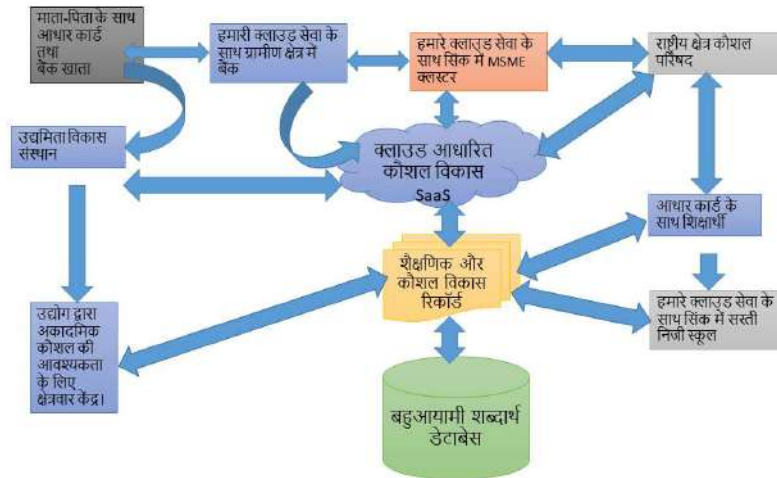 माता-पिता के साथ
आधार कार्ड
तथा
बैंक खाता
हमारी क्लाउड सेवा के
साथ ग्रामीण क्षेत्र में
बैंक
हमारे क्लाउड सेवा के
साथ सिंक में MSME
क्लस्टर
राष्ट्रीय क्षेत्र कौशल
परिषद
उद्यमिता विकास
संस्थान
क्लाउड आधारित
कौशल विकास
SaaS
आधार कार्ड के
साथ शिक्षार्थी
शैक्षणिक और
कौशल विकास
रिकॉर्ड
उद्योग द्वारा
अकादमिक
कौशल की
आवश्यकता
के लिए
क्षेत्रवार केंद्र।
हमारे क्लाउड सेवा के
साथ सिंक में सस्ती
निजी स्कूल
बहुआयामी शब्दार्थ
डेटाबेस